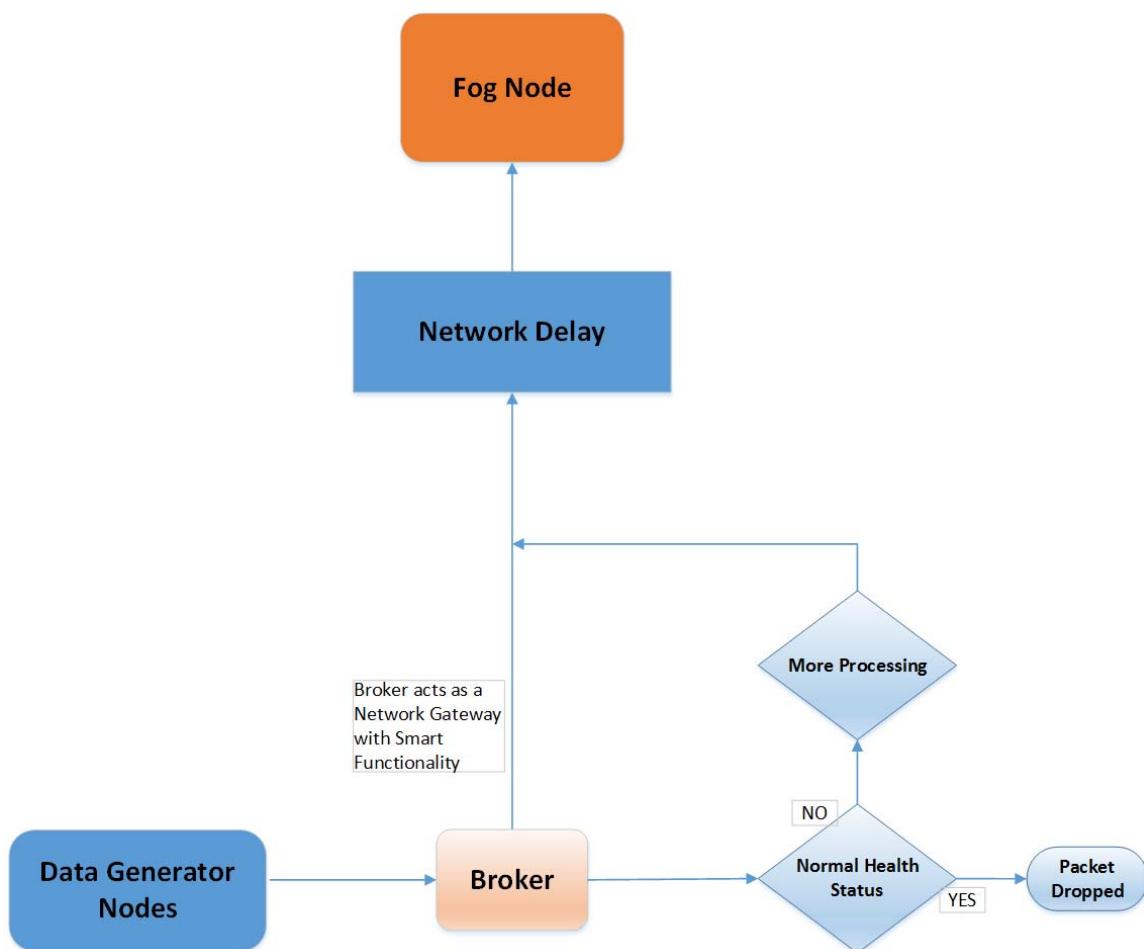 Fog Node
Network Delay
More Processing
Broker acts as a
Network Gateway
with Smart
Functionality
NO
Data Generator
Nodes
Broker
Normal Health
Status
YES
Packet
Dropped